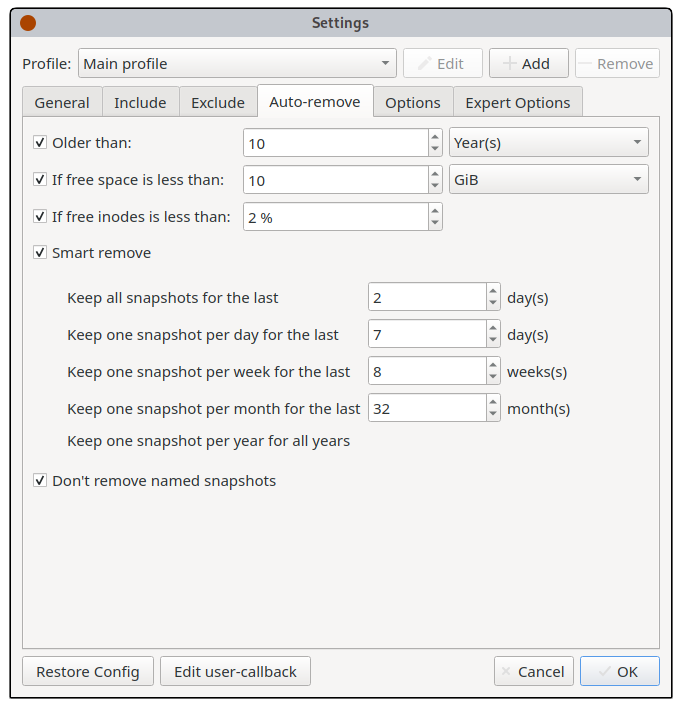 Settings
Profile: Main profile Edit Add Remove
General Include Exclude Auto-remove Options Expert Options
Older than: 10 Year(s)
If free space is less than: 10 GiB
If free inodes is less than: 2 %
Smart remove
Keep all snapshots for the last 2 day(s)
Keep one snapshot per day for the last 7 day(s)
Keep one snapshot per week for the last 8 weeks(s)
Keep one snapshot per month for the last 32 month(s)
Keep one snapshot per year for all years
Don't remove named snapshots
Restore Config Edit user-callback Cancel OK